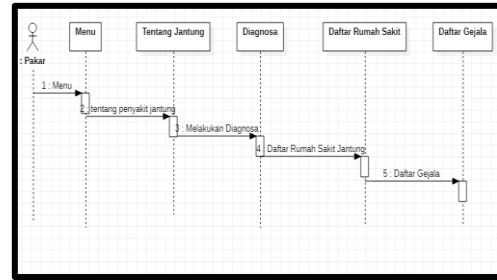 Menu
Tentang Jantung
Diagnosa
Daftar Rumah Sakit
Daftar Gejala
: Pakar
1 : Menu
2 : tentang penyakit jantung
3 : Melakukan Diagnosa
4 : Daftar Rumah Sakit Jantung
5 : Daftar Gejala